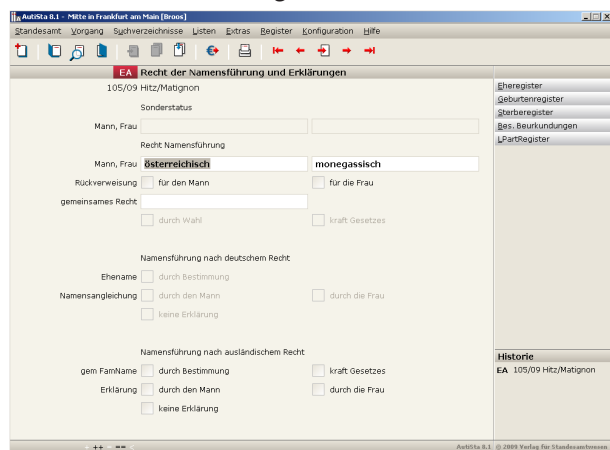 AutiSta 8.1 - Mitte in Frankfurt am Main [Broos]
Standesamt Vorgang Suchverzeichnisse Listen Extras Register Konfiguration Hilfe
EA Recht der Namensführung und Erklärungen
105/09 Hitz/Matignon
Sonderstatus
Mann, Frau
Recht Namensführung
Mann, Frau österreichisch monegassisch
Rückverweisung für den Mann für die Frau
gemeinsames Recht
durch Wahl kraft Gesetzes
Namensführung nach deutschem Recht
Ehename durch Bestimmung
Namensangleichung durch den Mann durch die Frau
keine Erklärung
Namensführung nach ausländischem Recht
gem FamName durch Bestimmung kraft Gesetzes
Erklärung durch den Mann durch die Frau
keine Erklärung
Eheregister
Geburtenregister
Sterberegister
Bes. Beurkundungen
LPartRegister
Historie
EA 105/09 Hitz/Matignon
- ++ - == <
AutiSta 8.1 © 2009 Verlag für Standesamtwesen